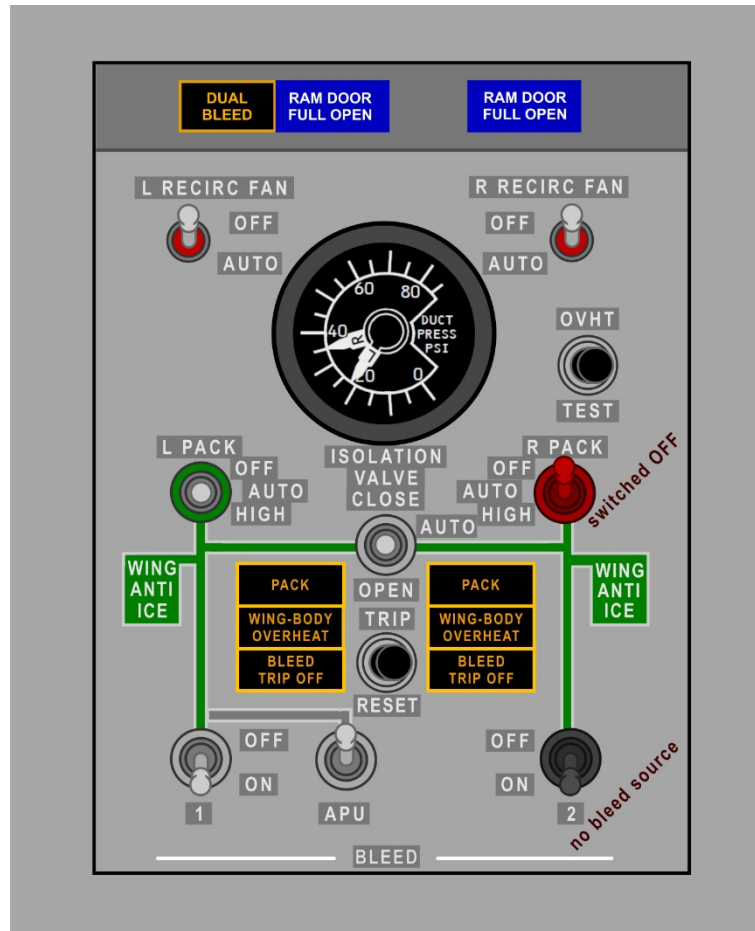 DUAL
BLEED
RAM DOOR
FULL OPEN
RAM DOOR
FULL OPEN
L RECIRC FAN
OFF
AUTO
R RECIRC FAN
OFF
AUTO
60
80
40
20
0
R
L
DUCT
PRESS
PSI
OVHT
TEST
L PACK
OFF
AUTO
HIGH
ISOLATION
VALVE
CLOSE
AUTO
OPEN
R PACK
OFF
AUTO
HIGH
switched OFF
WING
ANTI
ICE
PACK
WING-BODY
OVERHEAT
BLEED
TRIP OFF
TRIP
RESET
PACK
WING-BODY
OVERHEAT
BLEED
TRIP OFF
WING
ANTI
ICE
OFF
ON
1
APU
OFF
ON
2
no bleed source
BLEED